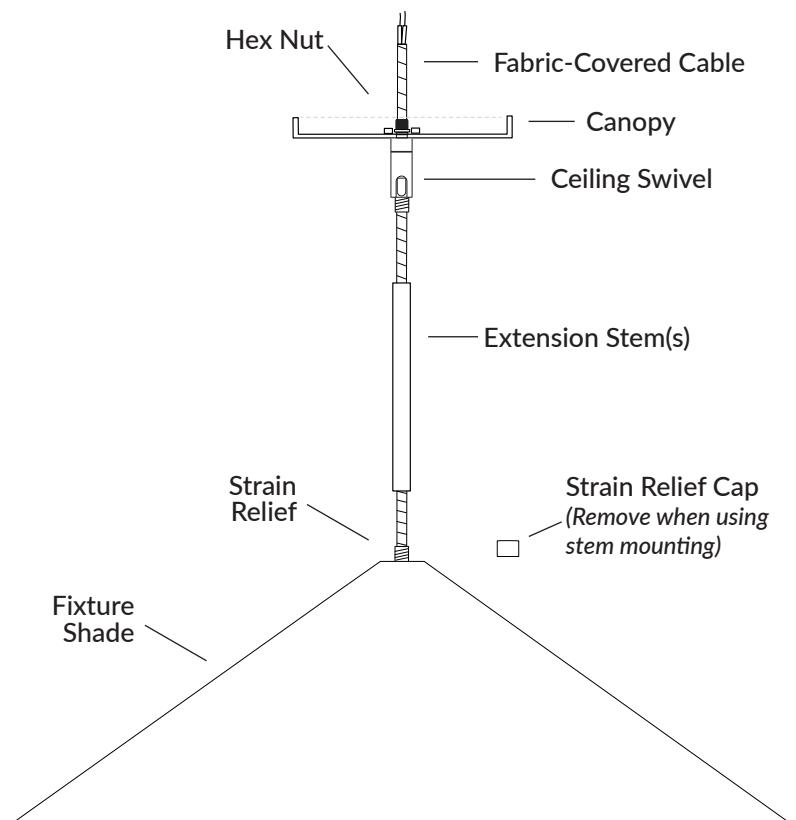 Hex Nut
Fabric-Covered Cable
Canopy
Ceiling Swivel
Extension Stem(s)
Strain
Relief
Strain Relief Cap
(Remove when using
stem mounting)
Fixture
Shade